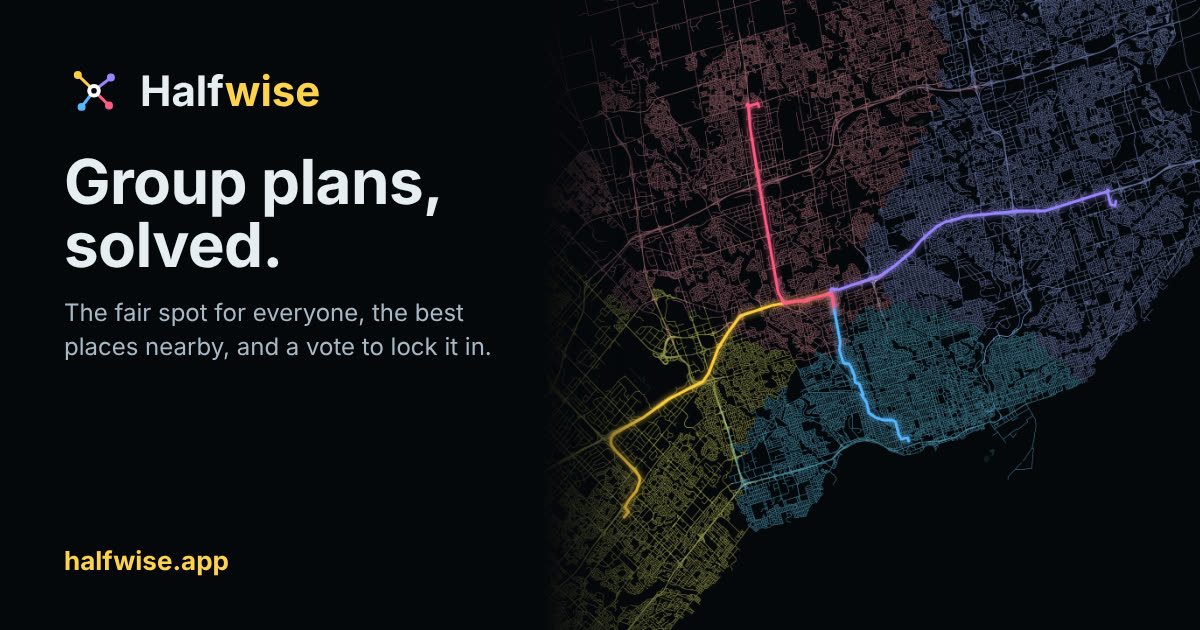 Halfwise
Group plans,
solved.
The fair spot for everyone, the best
places nearby, and a vote to lock it in.
halfwise.app